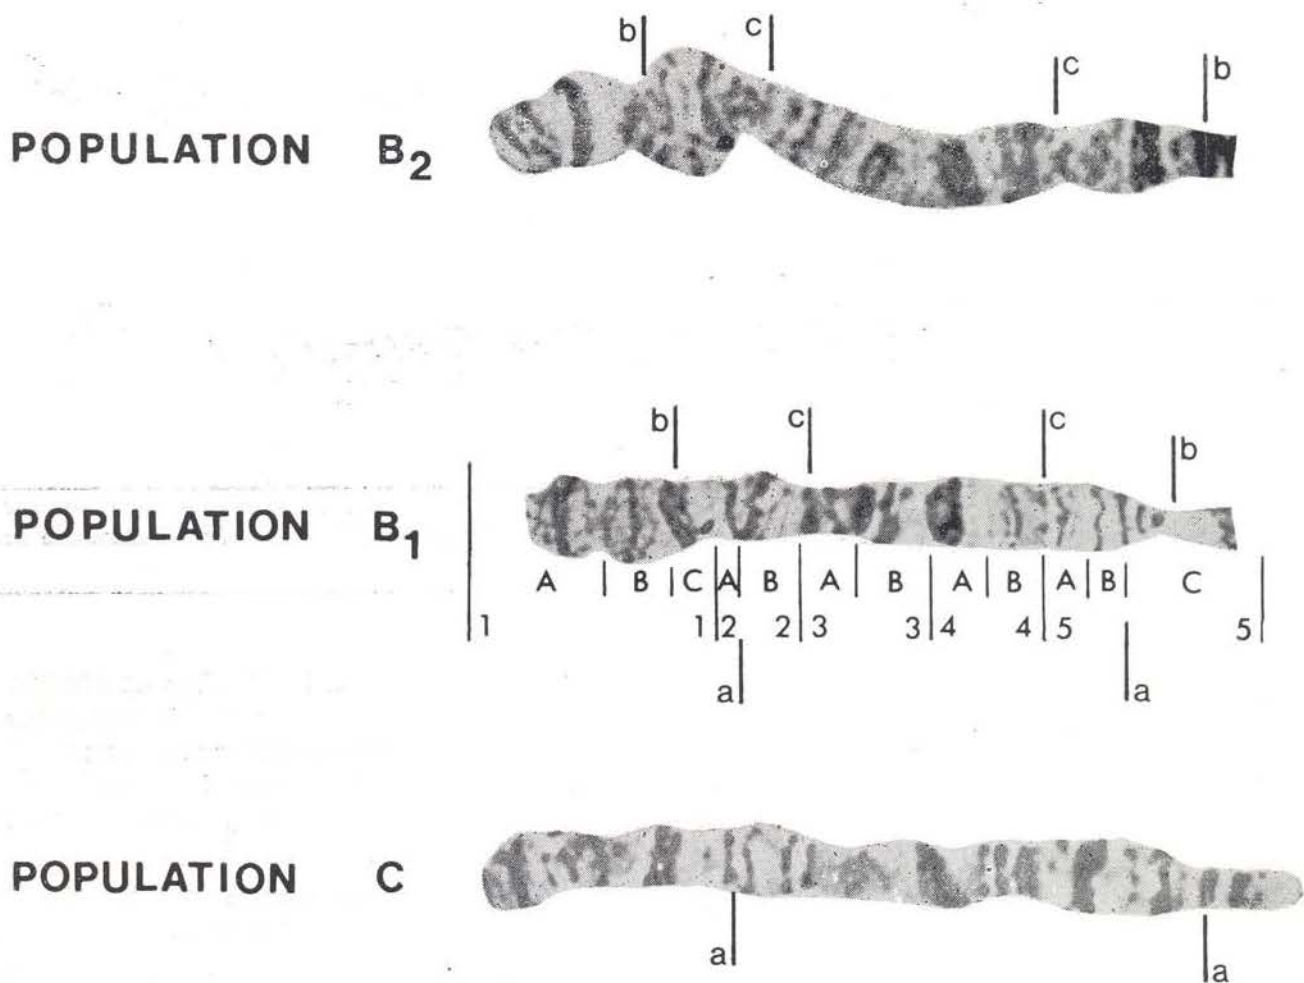 b c c b
POPULATION B2
b c c b
POPULATION B1
A B C A B A B A B A B C
1 1 2 2 3 3 4 4 5 5
a a
POPULATION C
a a